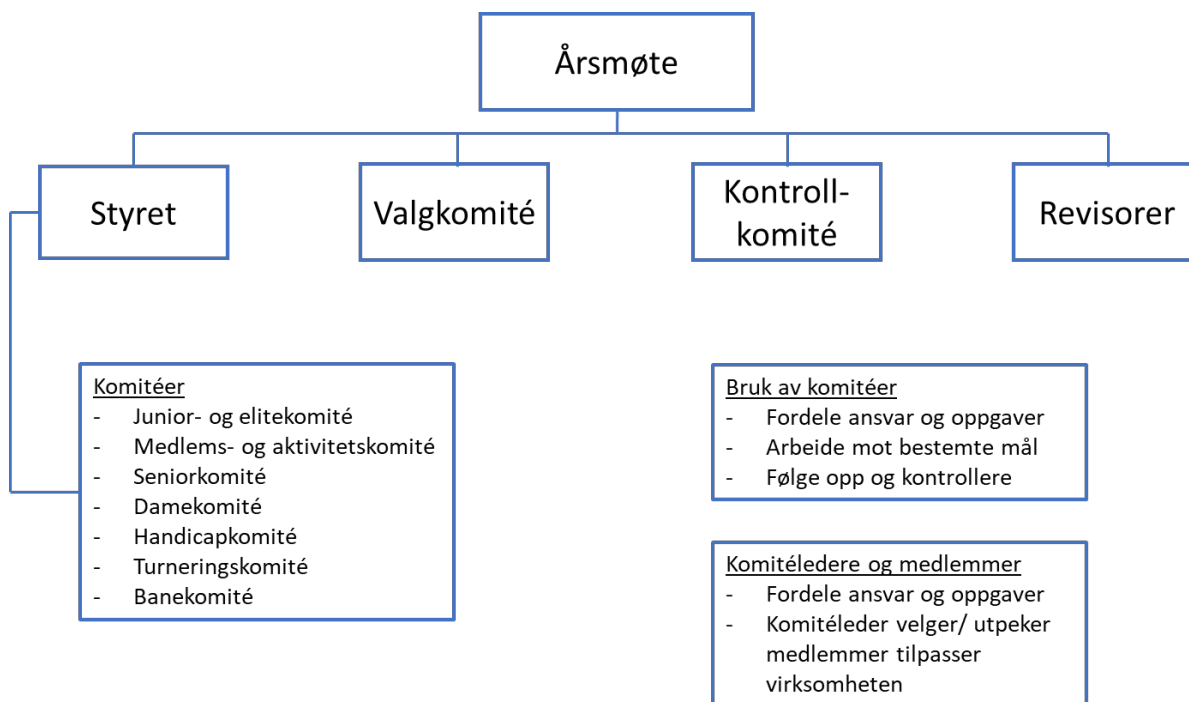 Årsmøte
Styret
Valgkomité
Kontroll-
komité
Revisorer
Komitéer
- Junior- og elitekomité
- Medlems- og aktivitetskomité
- Seniorkomité
- Damekomité
- Handicapkomité
- Turneringskomité
- Banekomité
Bruk av komitéer
- Fordele ansvar og oppgaver
- Arbeide mot bestemte mål
- Følge opp og kontrollere
Komitéledere og medlemmer
- Fordele ansvar og oppgaver
- Komitéleder velger/ utpeker
medlemmer tilpasser
virksomheten